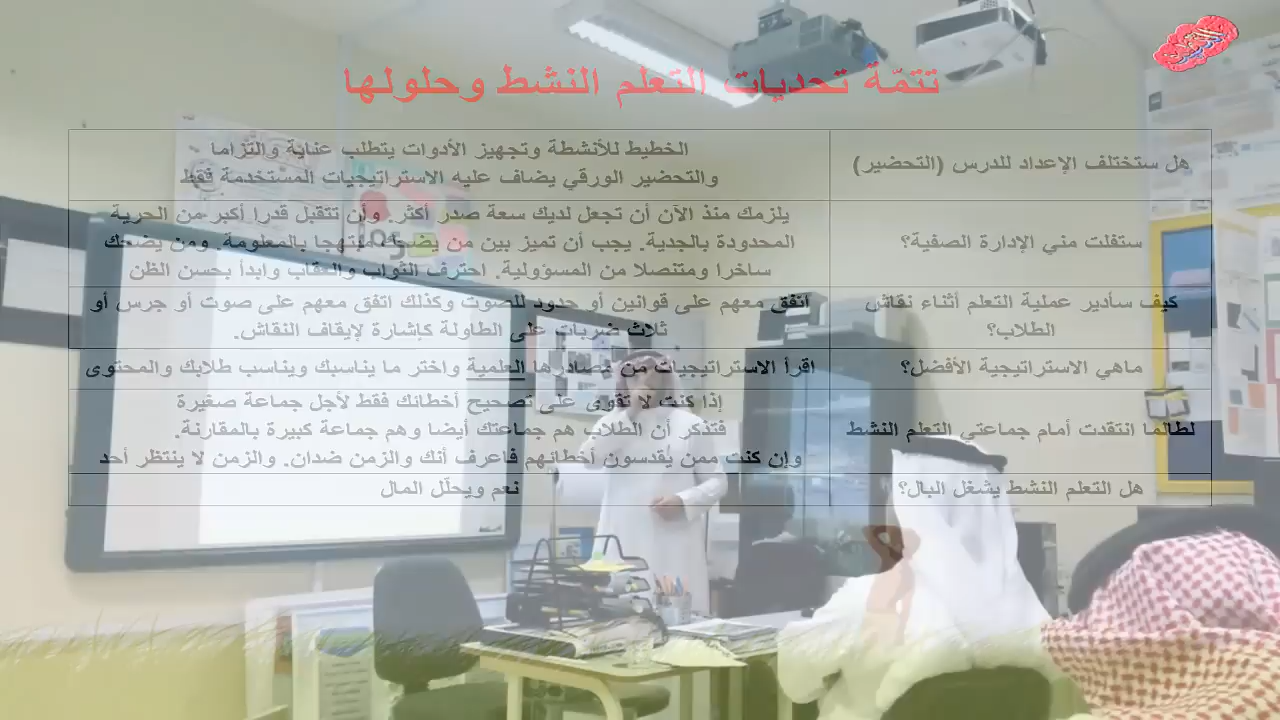 تتمّة تحديات التعلم النشط وحلولها
هل ستختلف الإعداد للدرس (التحضير)
الخطيط للأنشطة وتجهيز الأدوات يتطلب عناية والتزاما
والتحضير الورقي يضاف عليه الاستراتيجيات المستخدمة فقط
ستفلت مني الإدارة الصفية؟
يلزمك منذ الآن أن تجعل لديك سعة صدر أكثر. وأن تتقبل قدرا أكبر من الحرية
المحدودة بالجدية. يجب أن تميز بين من يضحك مبتهجا بالمعلومة. ومن يضحك
ساخرا ومتنصلا من المسؤولية. احترف الثواب والعقاب وابدأ بحسن الظن
كيف سأدير عملية التعلم أثناء نقاش
الطلاب؟
اتفق معهم على قوانين أو حدود للصوت وكذلك اتفق معهم على صوت أو جرس أو
ثلاث ضربات على الطاولة كإشارة لإيقاف النقاش.
ماهي الاستراتيجية الأفضل؟
اقرأ الاستراتيجيات من مصادرها العلمية واختر ما يناسبك ويناسب طلابك والمحتوى
لطالما انتقدت أمام جماعتي التعلم النشط
إذا كنت لا تقوى على تصحيح أخطائك فقط لأجل جماعة صغيرة
فتذكر أن الطلاب هم جماعتك أيضا وهم جماعة كبيرة بالمقارنة.
وإن كنت ممن يُقدسون أخطائهم فاعرف أنك والزمن ضدان. والزمن لا ينتظر أحد
هل التعلم النشط يشغل البال؟
نعم ويحلّل المال